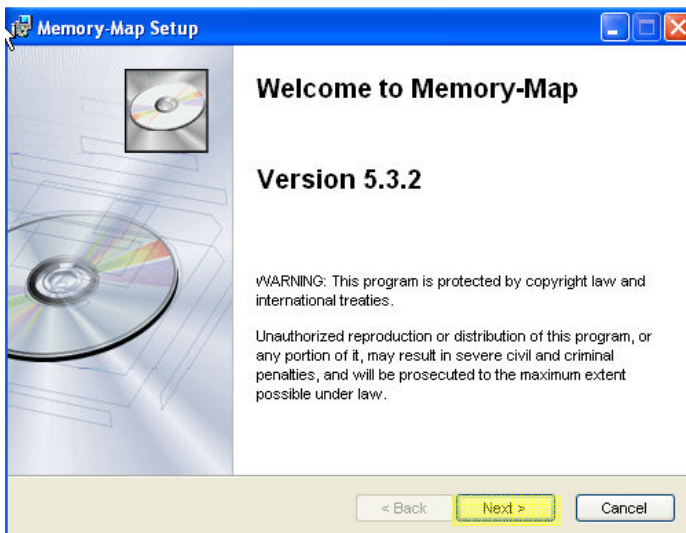 Memory-Map Setup
Welcome to Memory-Map
Version 5.3.2
WARNING: This program is protected by copyright law and
international treaties.
Unauthorized reproduction or distribution of this program, or
any portion of it, may result in severe civil and criminal
penalties, and will be prosecuted to the maximum extent
possible under law.
< Back Next > Cancel